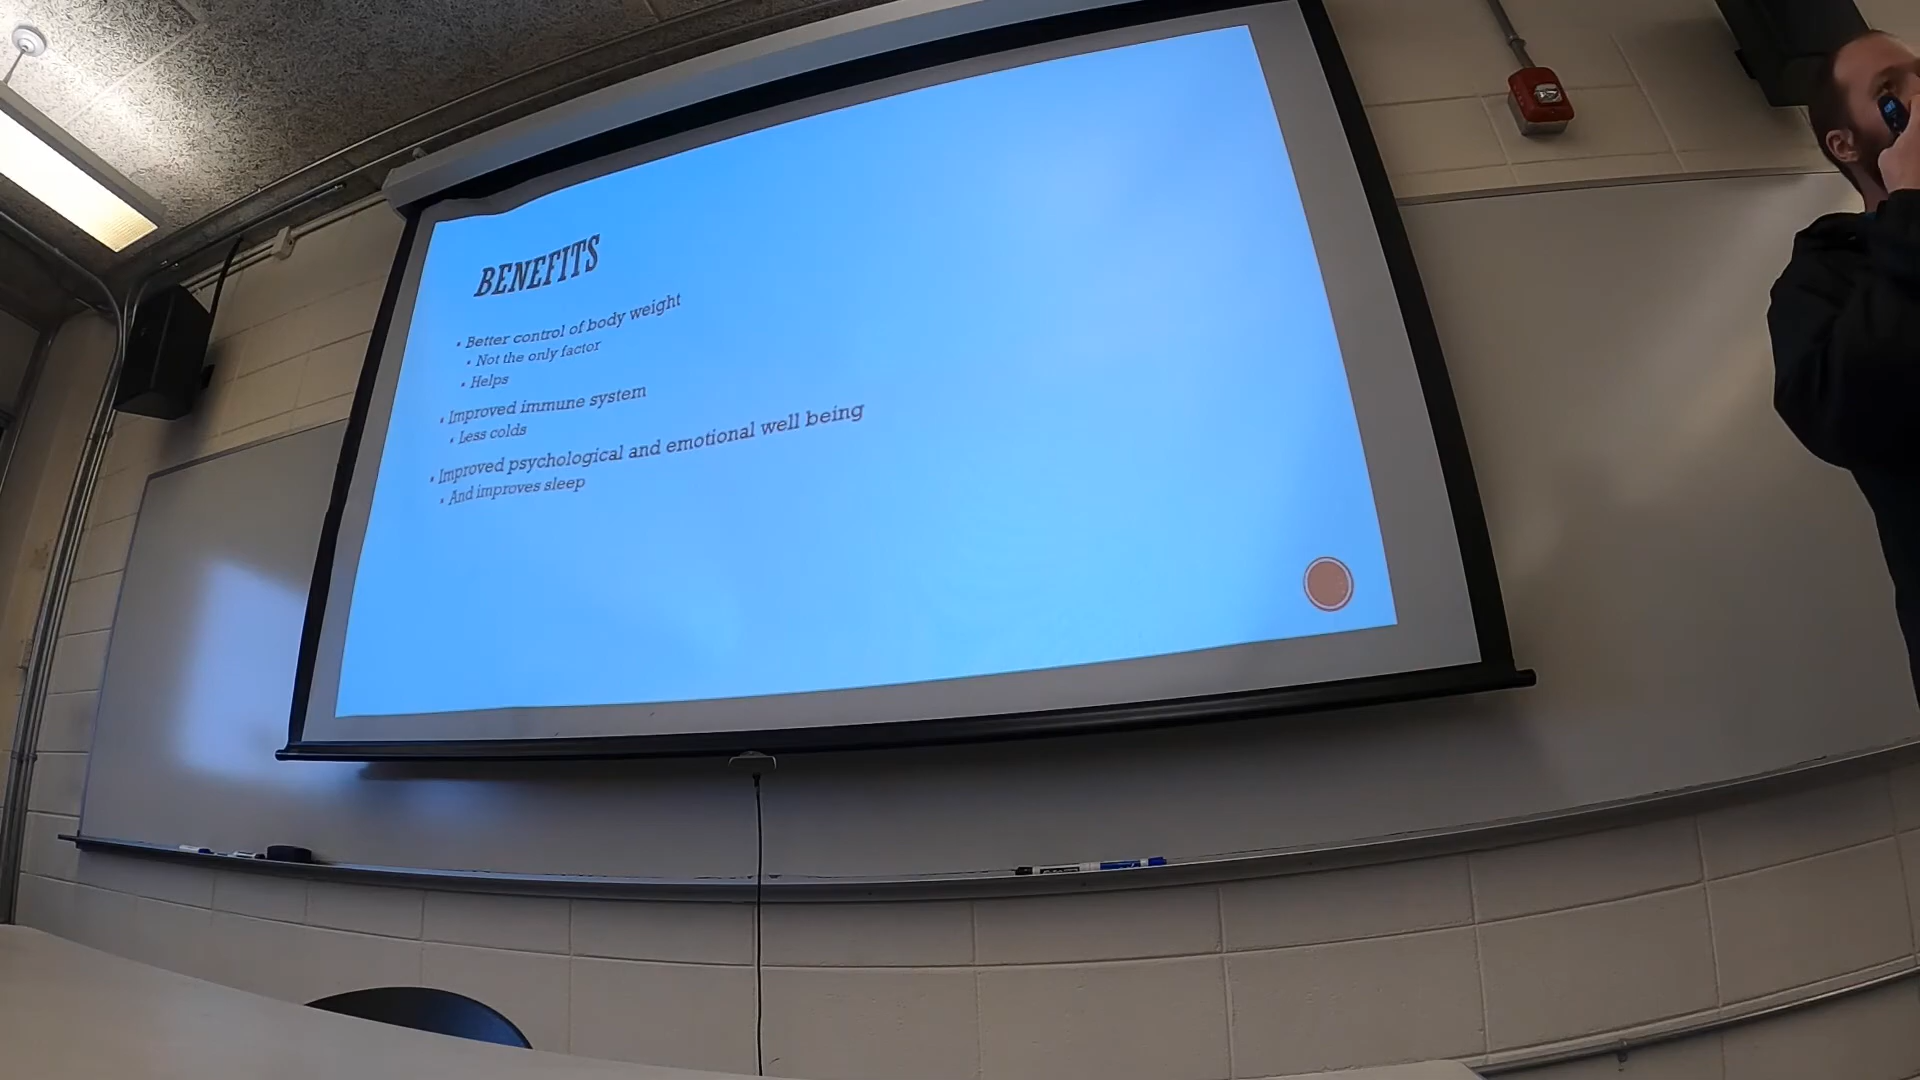 BENEFITS
Better control of body weight
Not the only factor
Helps
Improved immune system
Less colds
Improved psychological and emotional well being
And improves sleep